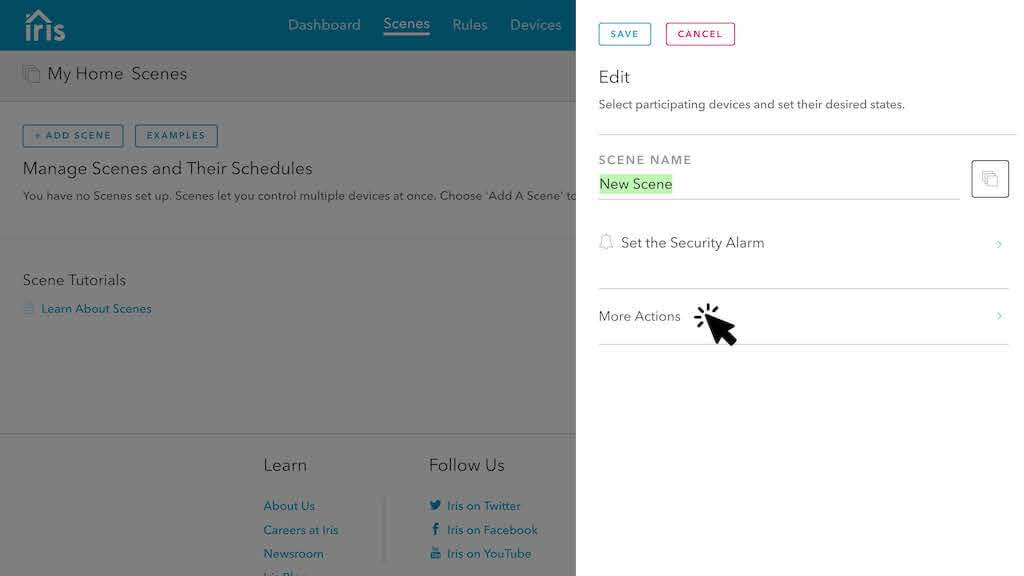 iris
Dashboard Scenes Rules Devices
My Home Scenes
+ ADD SCENE EXAMPLES
Manage Scenes and Their Schedules
You have no Scenes set up. Scenes let you control multiple devices at once. Choose 'Add A Scene' to
Scene Tutorials
Learn About Scenes
Learn
About Us
Careers at Iris
Newsroom
Follow Us
Iris on Twitter
Iris on Facebook
Iris on YouTube
SAVE CANCEL
Edit
Select participating devices and set their desired states.
SCENE NAME
New Scene
Set the Security Alarm
More Actions